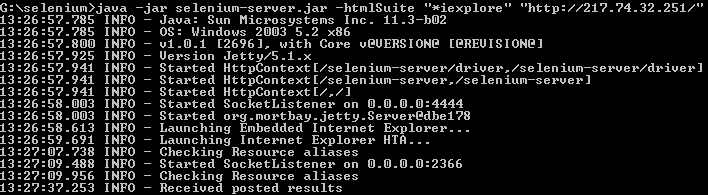 G:\selenium>java -jar selenium-server.jar -htmlSuite "*iexplore" "http://217.74.32.251/"
13:26:57.785 INFO - Java: Sun Microsystems Inc. 11.3-b02
13:26:57.785 INFO - OS: Windows 2003 5.2 x86
13:26:57.800 INFO - v1.0.1 [2696], with Core v@VERSION@ [@REVISION@]
13:26:57.925 INFO - Version Jetty/5.1.x
13:26:57.941 INFO - Started HttpContext[/selenium-server/driver,/selenium-server/driver]
13:26:57.941 INFO - Started HttpContext[/selenium-server,/selenium-server]
13:26:57.941 INFO - Started HttpContext[/,/]
13:26:58.003 INFO - Started SocketListener on 0.0.0.0:4444
13:26:58.003 INFO - Started org.mortbay.jetty.Server@dbe178
13:26:58.613 INFO - Launching Embedded Internet Explorer...
13:26:59.691 INFO - Launching Internet Explorer HTA...
13:27:07.738 INFO - Checking Resource aliases
13:27:09.488 INFO - Started SocketListener on 0.0.0.0:2366
13:27:09.956 INFO - Checking Resource aliases
13:27:37.253 INFO - Received posted results